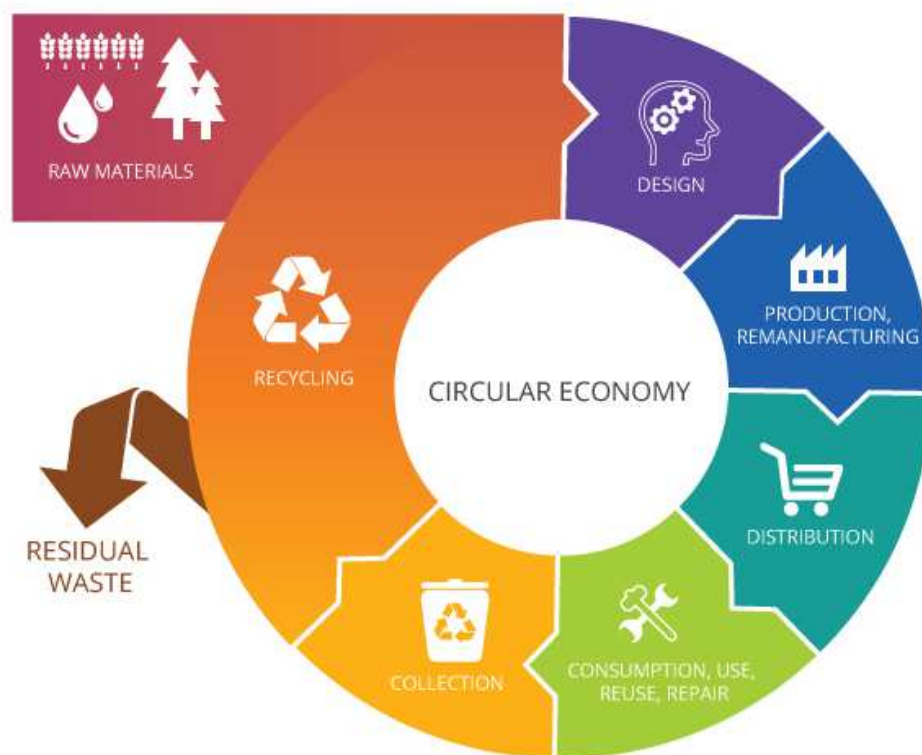 RAW MATERIALS
DESIGN
PRODUCTION,
REMANUFACTURING
RECYCLING
CIRCULAR ECONOMY
DISTRIBUTION
RESIDUAL
WASTE
COLLECTION
CONSUMPTION, USE,
REUSE, REPAIR